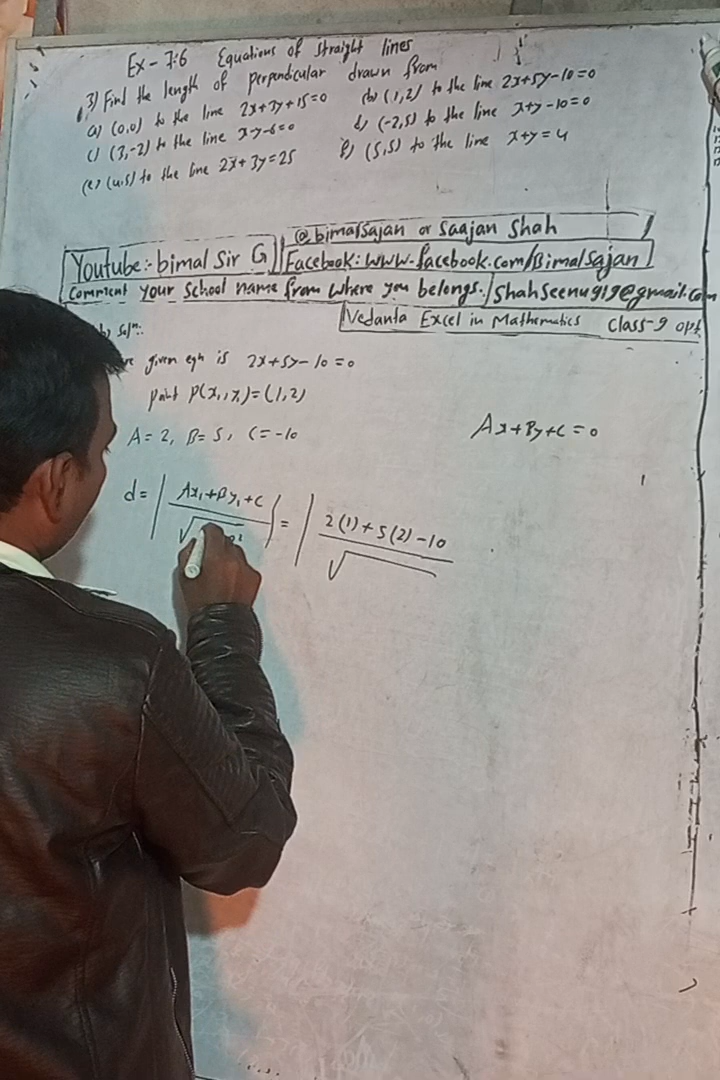 Ex - 7.6 Equations of straight lines
3) Find the length of perpendicular drawn from
a) (0,0) to the line 2x+3y+15=0 (b) (1,2) to the line 2x+5y-10=0
c) (3,-2) to the line x-y-6=0 d) (-2,5) to the line x+y-10=0
(e) (4,5) to the line 2x+3y=25 f) (5,5) to the line x+y=4
@bimalsajan or Saajan Shah
Youtube:- bimal Sir G Facebook: www.facebook.com/Bimalsajan
Comment your School name from where you belongs. / shahseenu919@gmail.com
Vedanta Excel in Mathematics Class-9 opt
b) Solⁿ:
given eqn is 2x+5y-10=0
point P(x₁,y₁)=(1,2)
A=2, B=5, C=-10 Ax+By+C=0
d= | Ax₁+By₁+C / √ | = | 2(1)+5(2)-10 / √